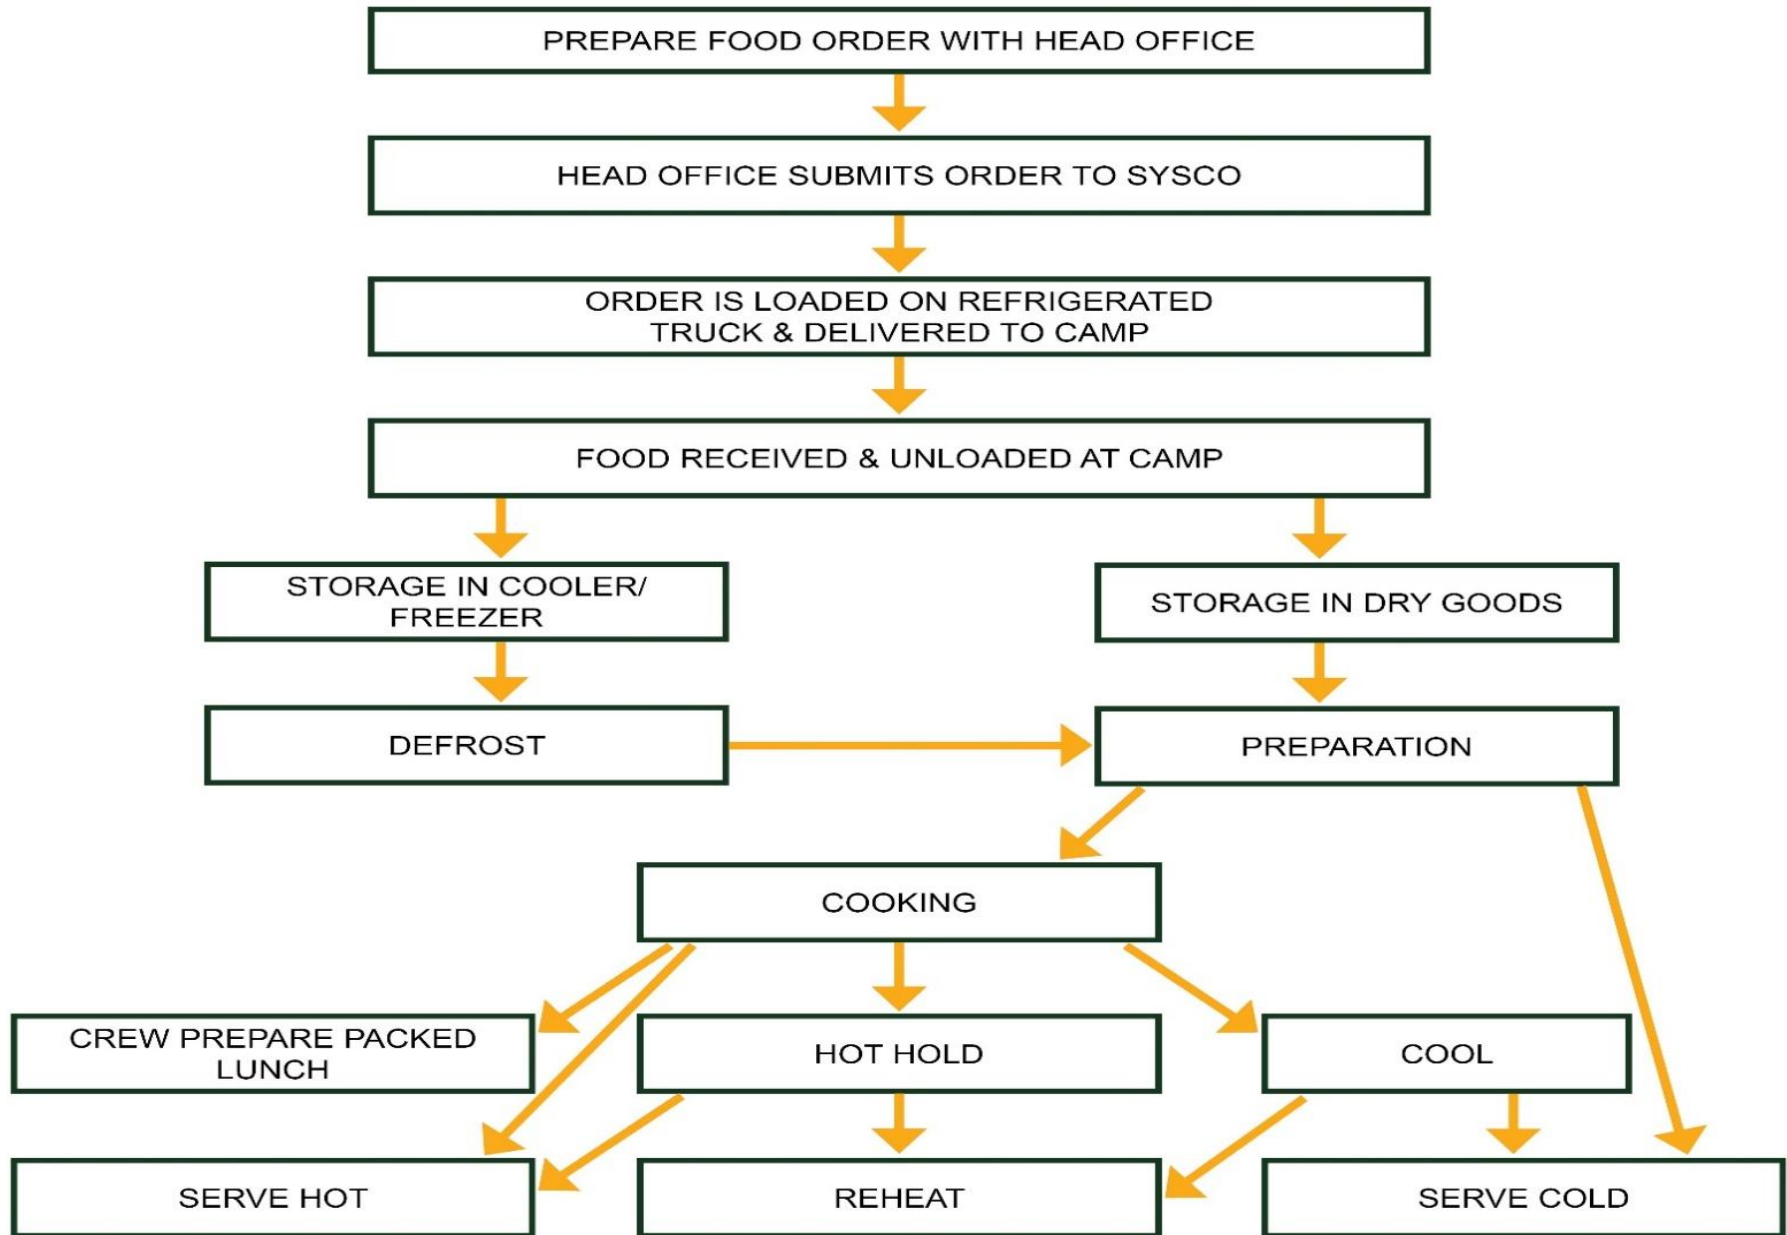 PREPARE FOOD ORDER WITH HEAD OFFICE
HEAD OFFICE SUBMITS ORDER TO SYSCO
ORDER IS LOADED ON REFRIGERATED
TRUCK & DELIVERED TO CAMP
FOOD RECEIVED & UNLOADED AT CAMP
STORAGE IN COOLER/
FREEZER
STORAGE IN DRY GOODS
DEFROST
PREPARATION
COOKING
CREW PREPARE PACKED
LUNCH
HOT HOLD
COOL
SERVE HOT
REHEAT
SERVE COLD